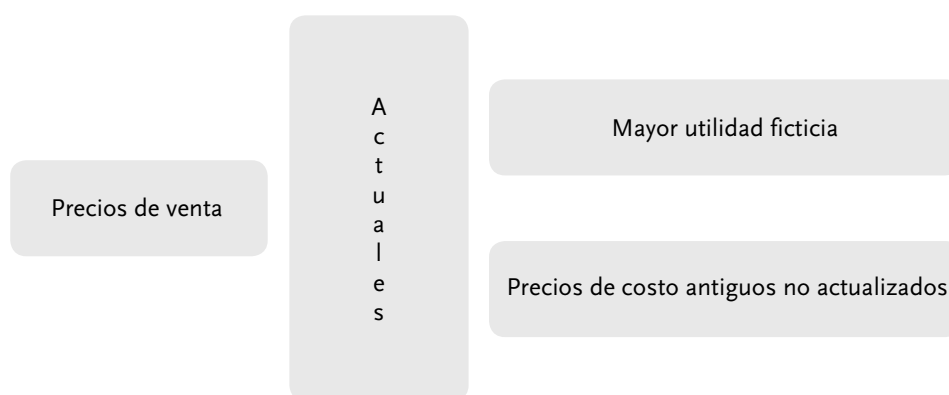 Precios de venta
A
c
t
u
a
l
e
s
Mayor utilidad ficticia
Precios de costo antiguos no actualizados